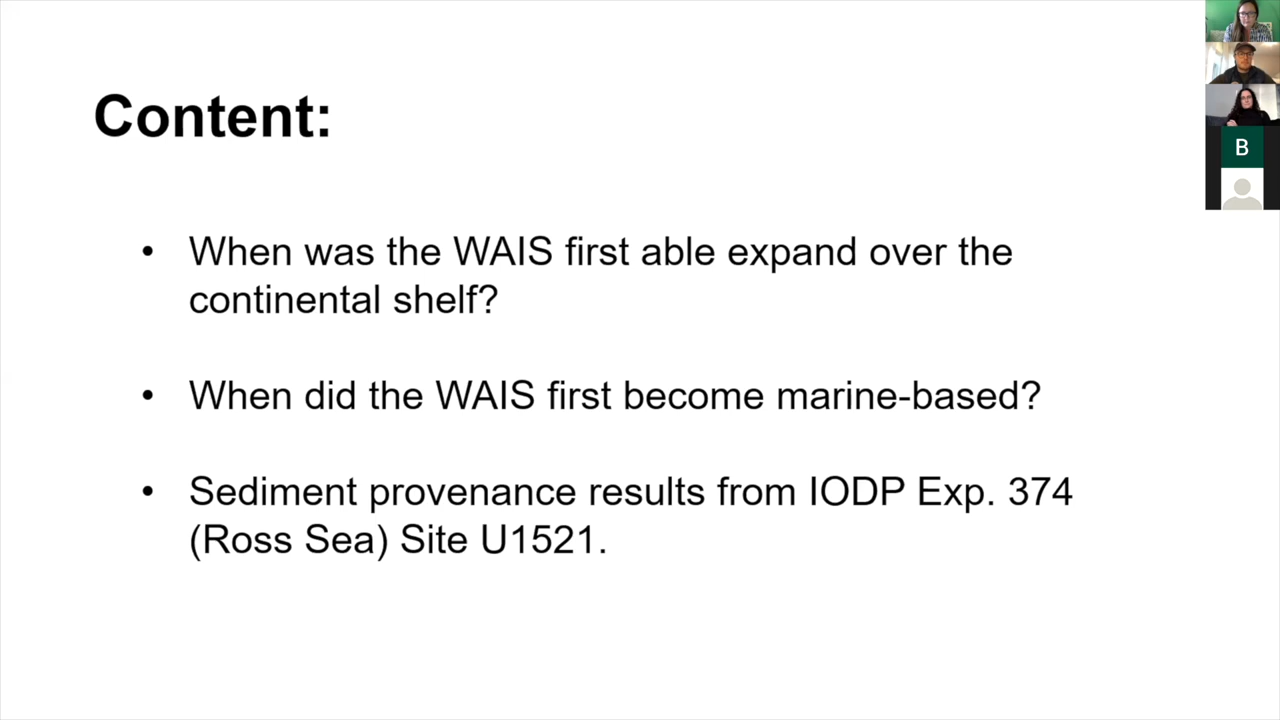 Content:
• When was the WAIS first able expand over the
continental shelf?
• When did the WAIS first become marine-based?
• Sediment provenance results from IODP Exp. 374
(Ross Sea) Site U1521.
B